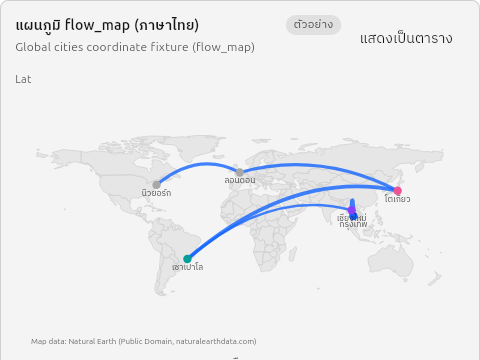 แผนภูมิ flow_map (ภาษาไทย)
ตัวอย่าง
Global cities coordinate fixture (flow_map)
แสดงเป็นตาราง
Lat
ลอนดอน
นิวยอร์ก
โตเกียว
เชียงใหม่
กรุงเทพ
เซาเปาโล
Map data: Natural Earth (Public Domain, naturalearthdata.com)